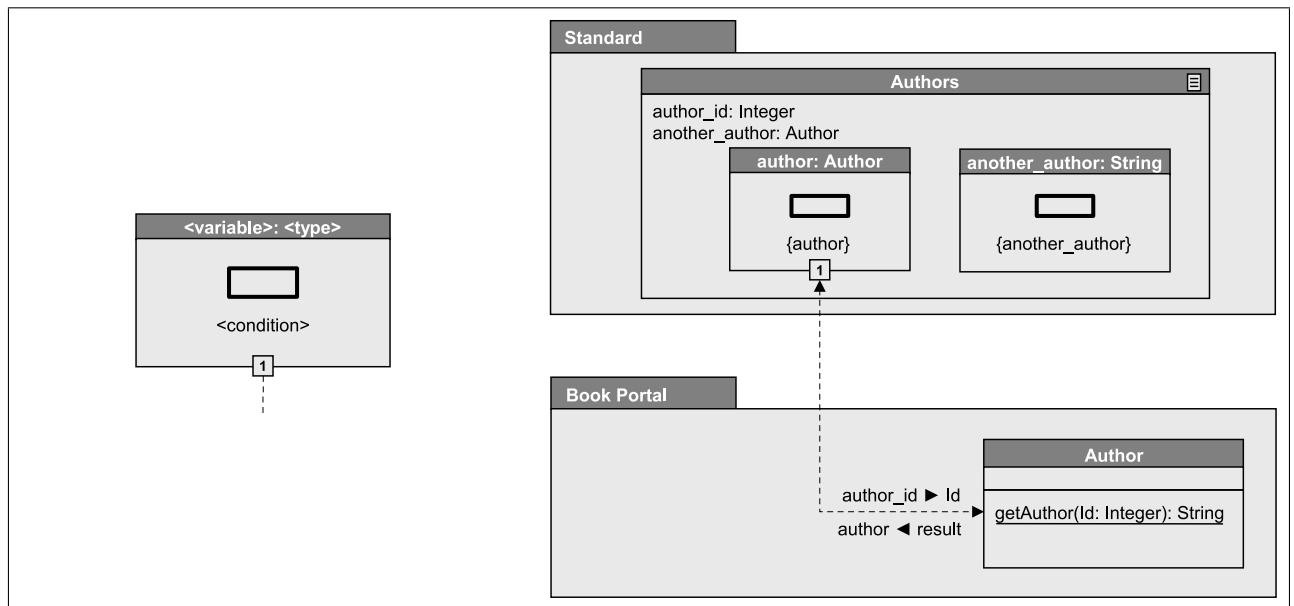 <variable>: <type>
<condition>
1
Standard
Authors
author_id: Integer
another_author: Author
author: Author
{author}
1
another_author: String
{another_author}
Book Portal
author_id ► Id
author ◄ result
Author
getAuthor(Id: Integer): String